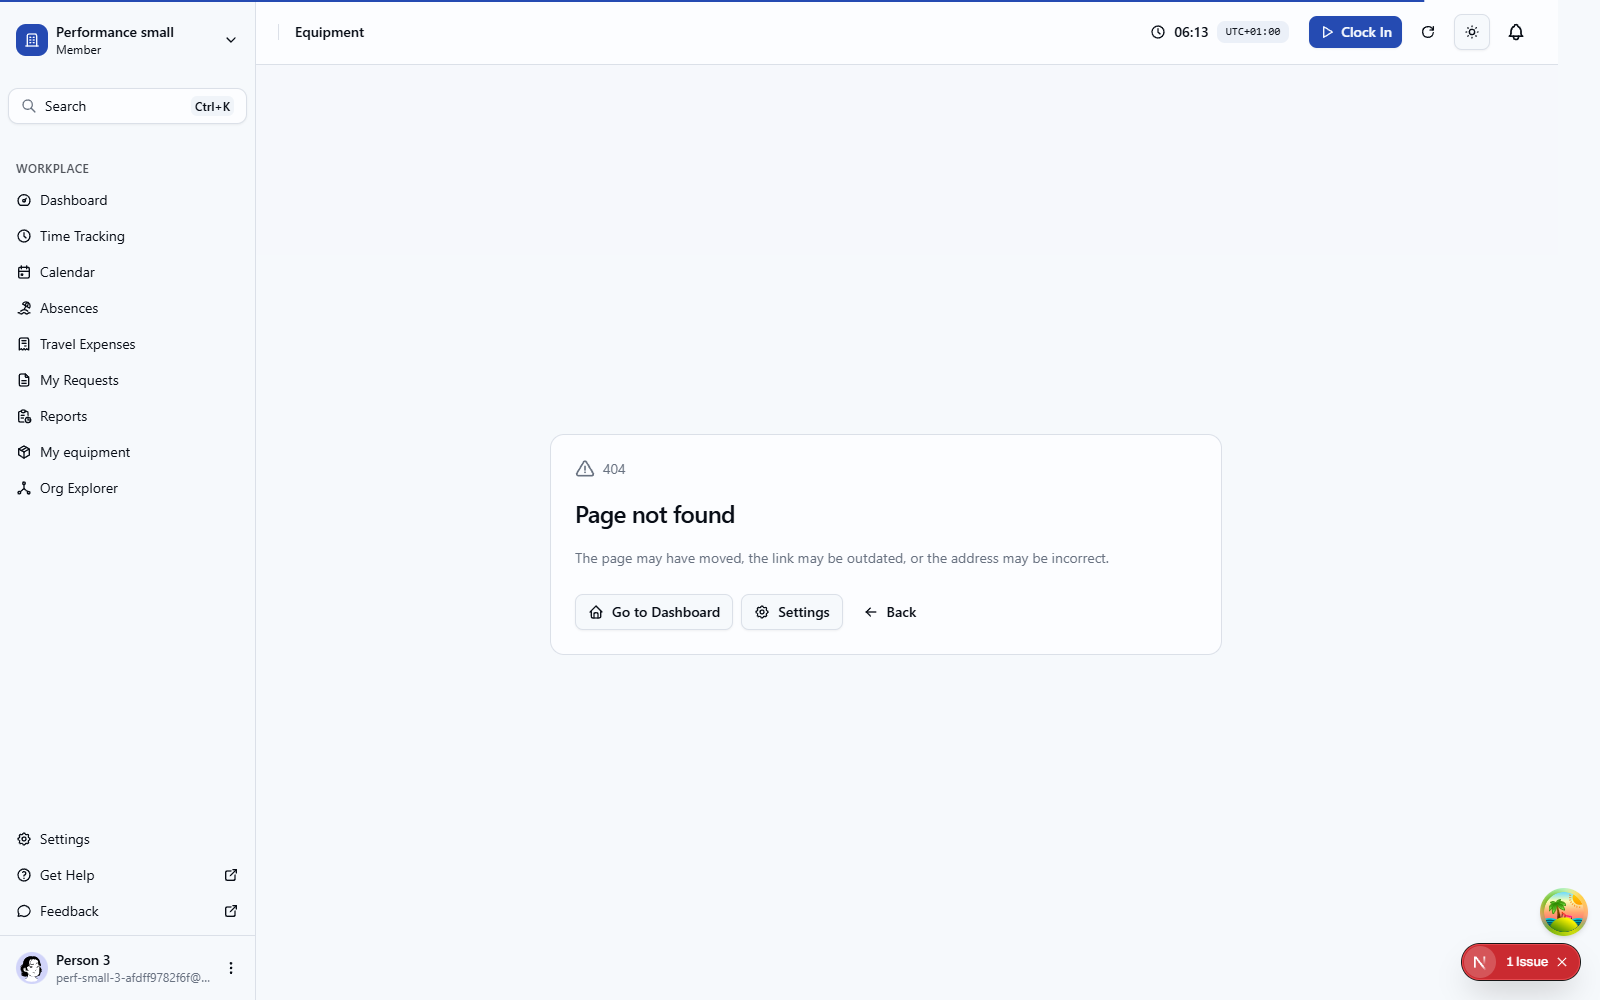 Performance small
Member
Search
Ctrl+K
WORKPLACE
Dashboard
Time Tracking
Calendar
Absences
Travel Expenses
My Requests
Reports
My equipment
Org Explorer
Settings
Get Help
Feedback
Person 3
perf-small-3-afdff9782f6f@...
Equipment
06:13
UTC+01:00
Clock In
404
Page not found
The page may have moved, the link may be outdated, or the address may be incorrect.
Go to Dashboard
Settings
Back
N
1 Issue